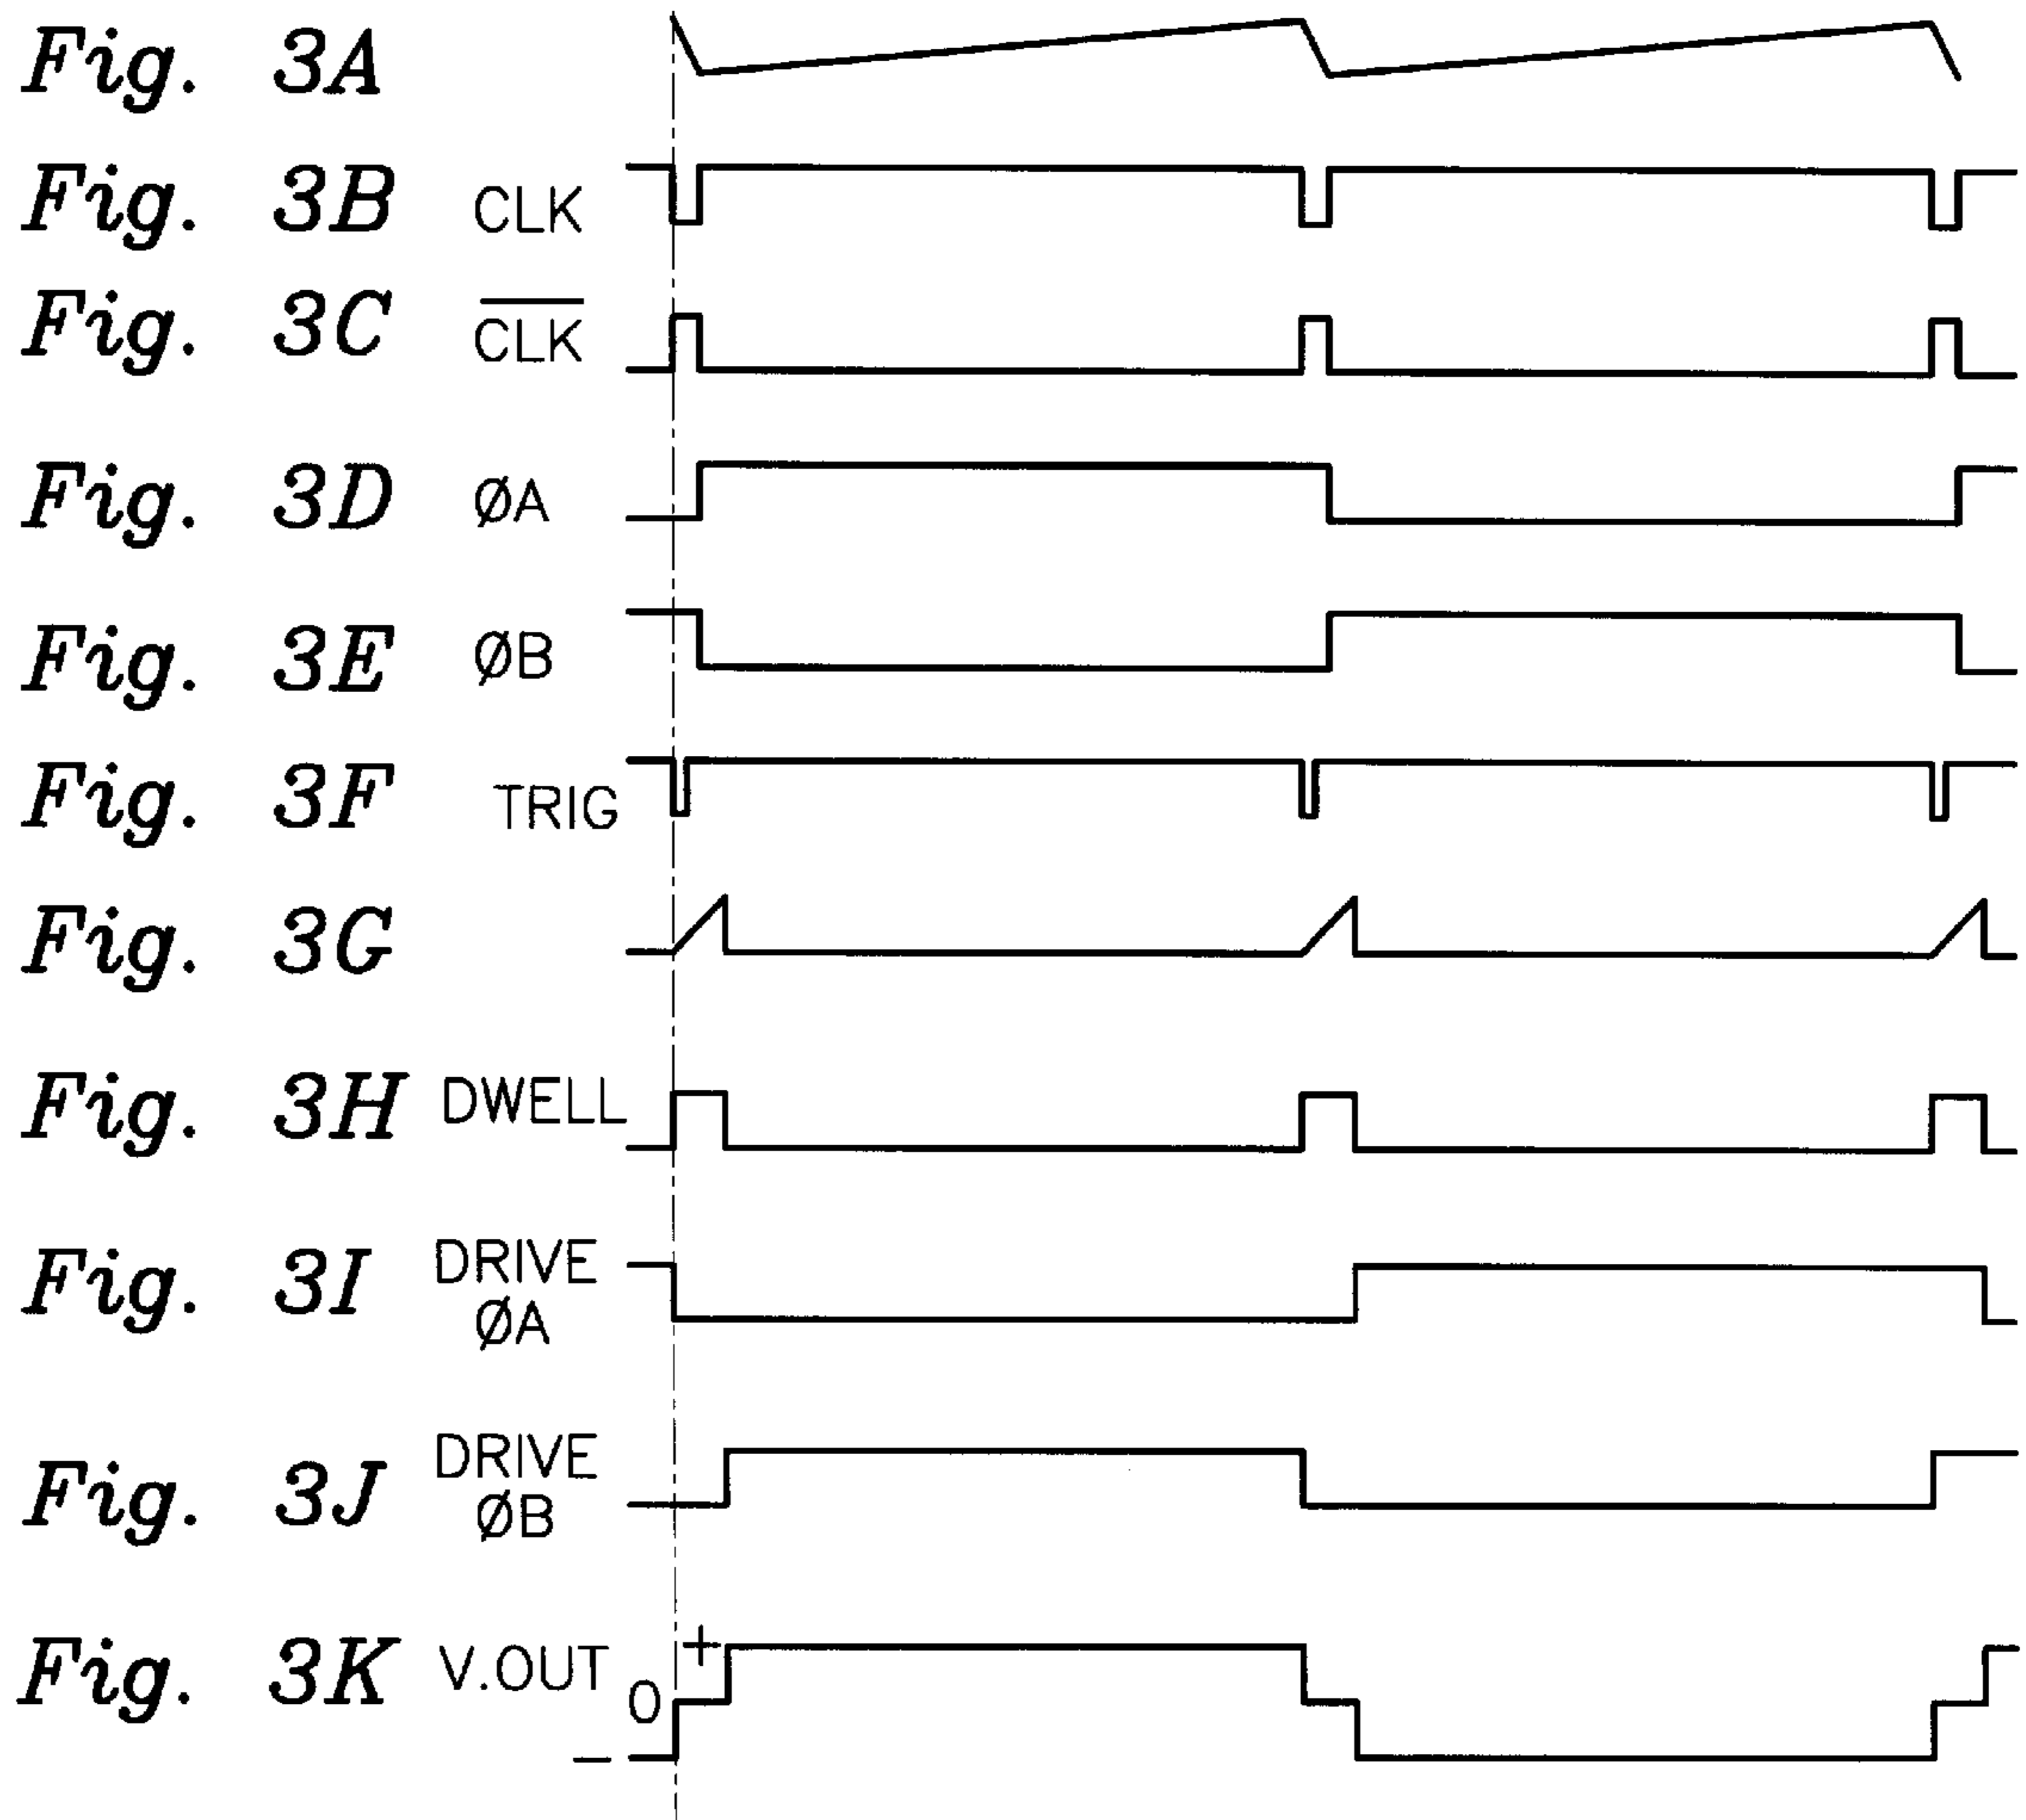 Fig. 3A
Fig. 3B CLK
Fig. 3C C̅L̅K̅
Fig. 3D ØA
Fig. 3E ØB
Fig. 3F TRIG
Fig. 3G
Fig. 3H DWELL
Fig. 3I DRIVE ØA
Fig. 3J DRIVE ØB
Fig. 3K V.OUT + 0 −